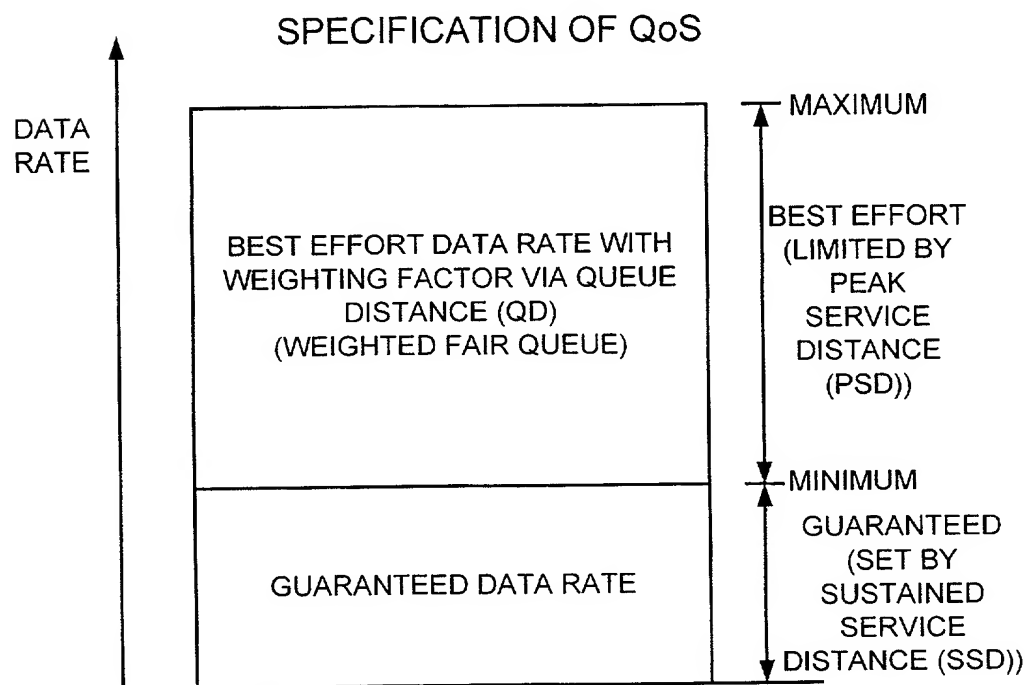 SPECIFICATION OF QoS
DATA
RATE
BEST EFFORT DATA RATE WITH
WEIGHTING FACTOR VIA QUEUE
DISTANCE (QD)
(WEIGHTED FAIR QUEUE)
MAXIMUM
BEST EFFORT
(LIMITED BY
PEAK
SERVICE
DISTANCE
(PSD))
MINIMUM
GUARANTEED DATA RATE
GUARANTEED
(SET BY
SUSTAINED
SERVICE
DISTANCE (SSD))